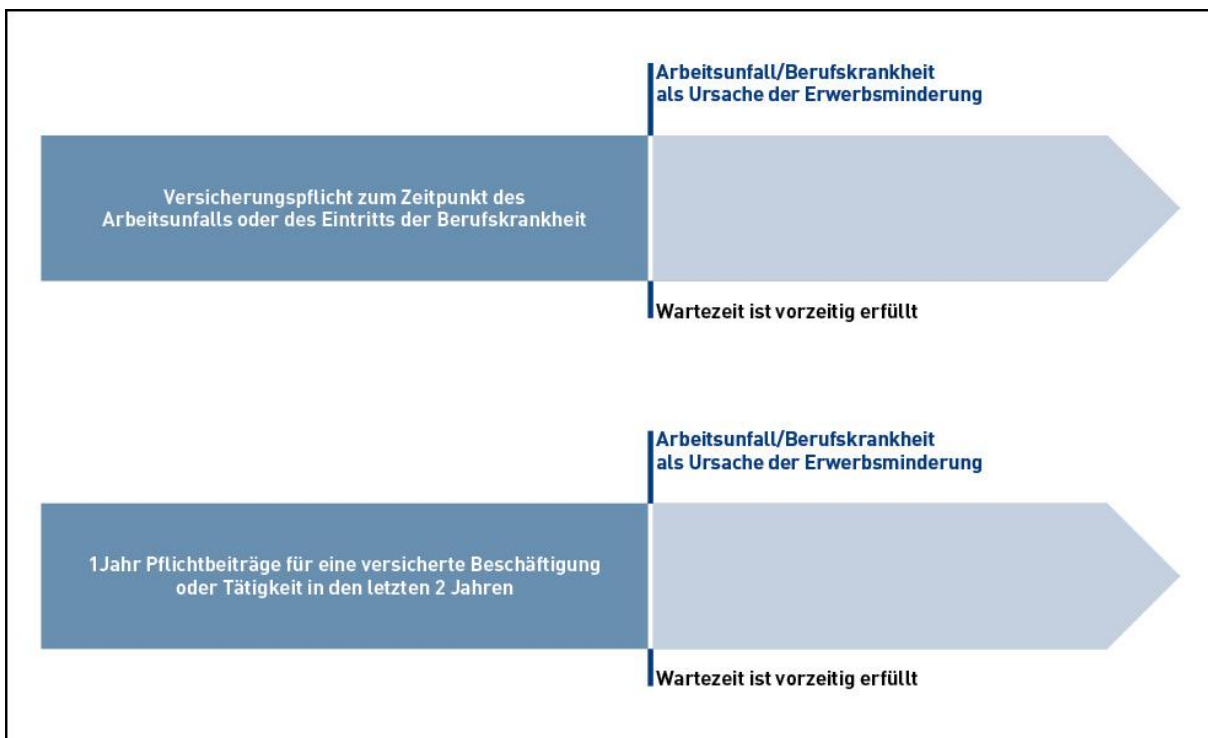 Arbeitsunfall/Berufskrankheit
als Ursache der Erwerbsminderung
Versicherungspflicht zum Zeitpunkt des
Arbeitsunfalls oder des Eintritts der Berufskrankheit
Wartezeit ist vorzeitig erfüllt
Arbeitsunfall/Berufskrankheit
als Ursache der Erwerbsminderung
1Jahr Pflichtbeiträge für eine versicherte Beschäftigung
oder Tätigkeit in den letzten 2 Jahren
Wartezeit ist vorzeitig erfüllt